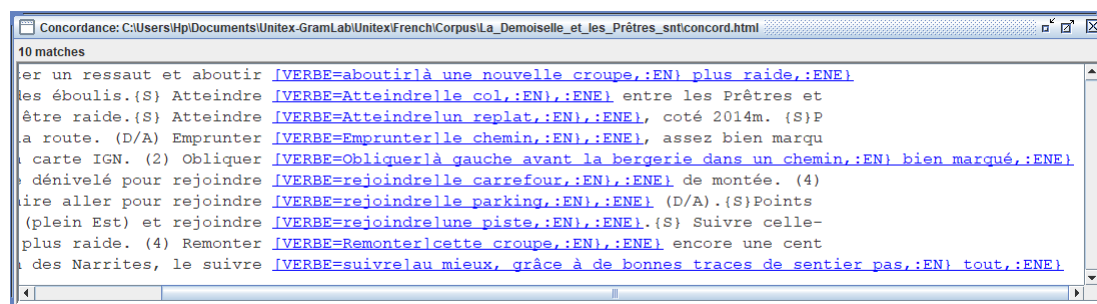 Concordance: C:\Users\Hp\Documents\Unitex-GramLab\Unitex\French\Corpus\La_Demoiselle_et_les_Prêtres_snt\concord.html
10 matches
er un ressaut et aboutir [VERBE=aboutir]à une nouvelle croupe,:EN} plus raide,:ENE}
des éboulis.{S} Atteindre [VERBE=Atteindre]le col,:EN},:ENE} entre les Prêtres et
être raide.{S} Atteindre [VERBE=Atteindre]un replat,:EN},:ENE}, coté 2014m. {S}P
a route. (D/A) Emprunter [VERBE=Emprunter]le chemin,:EN},:ENE}, assez bien marqu
carte IGN. (2) Obliquer [VERBE=Obliquer]à gauche avant la bergerie dans un chemin,:EN} bien marqué,:ENE}
dénivelé pour rejoindre [VERBE=rejoindre]le carrefour,:EN},:ENE} de montée. (4)
ire aller pour rejoindre [VERBE=rejoindre]le parking,:EN},:ENE} (D/A).{S}Points
(plein Est) et rejoindre [VERBE=rejoindre]une piste,:EN},:ENE}.{S} Suivre celle-
plus raide. (4) Remonter [VERBE=Remonter]cette croupe,:EN},:ENE} encore une cent
des Narrites, le suivre [VERBE=suivre]au mieux, grâce à de bonnes traces de sentier pas,:EN} tout,:ENE}